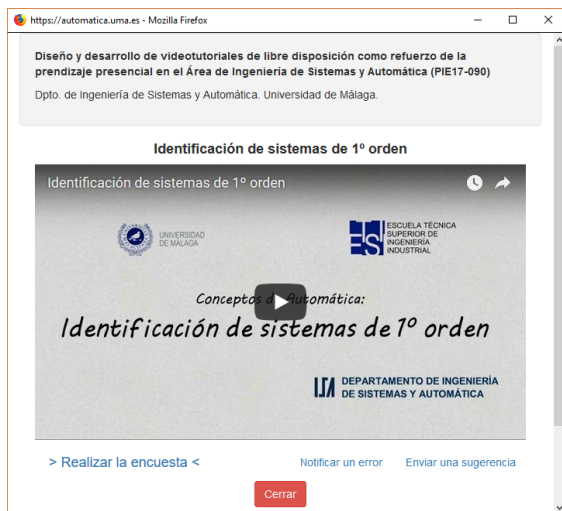 https://automatica.uma.es - Mozilla Firefox
Diseño y desarrollo de videotutoriales de libre disposición como refuerzo de la
prendizaje presencial en el Área de Ingeniería de Sistemas y Automática (PIE17-090)
Dpto. de Ingeniería de Sistemas y Automática. Universidad de Málaga.
Identificación de sistemas de 1º orden
Identificación de sistemas de 1º orden
UNIVERSIDAD
DE MÁLAGA
ESCUELA TÉCNICA
SUPERIOR DE
INGENIERÍA
INDUSTRIAL
Conceptos de Automática:
Identificación de sistemas de 1º orden
DEPARTAMENTO DE INGENIERÍA
DE SISTEMAS Y AUTOMÁTICA
> Realizar la encuesta <
Notificar un error
Enviar una sugerencia
Cerrar